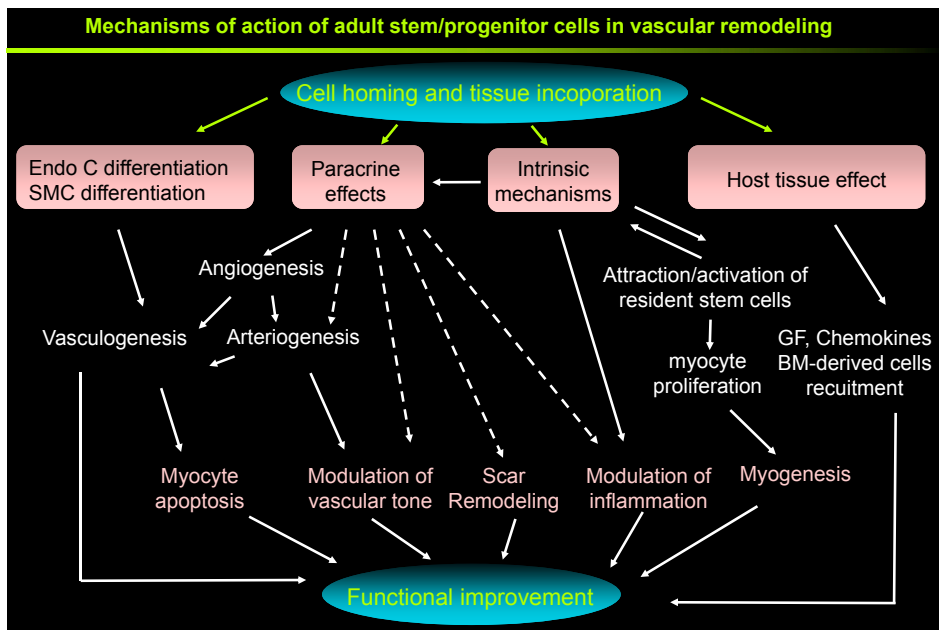 Mechanisms of action of adult stem/progenitor cells in vascular remodeling
Cell homing and tissue incoporation
Endo C differentiation
SMC differentiation
Paracrine
effects
Intrinsic
mechanisms
Host tissue effect
Angiogenesis
Attraction/activation of
resident stem cells
Vasculogenesis
Arteriogenesis
GF, Chemokines
BM-derived cells
recuitment
myocyte
proliferation
Myocyte
apoptosis
Modulation of
vascular tone
Scar
Remodeling
Modulation of
inflammation
Myogenesis
Functional improvement